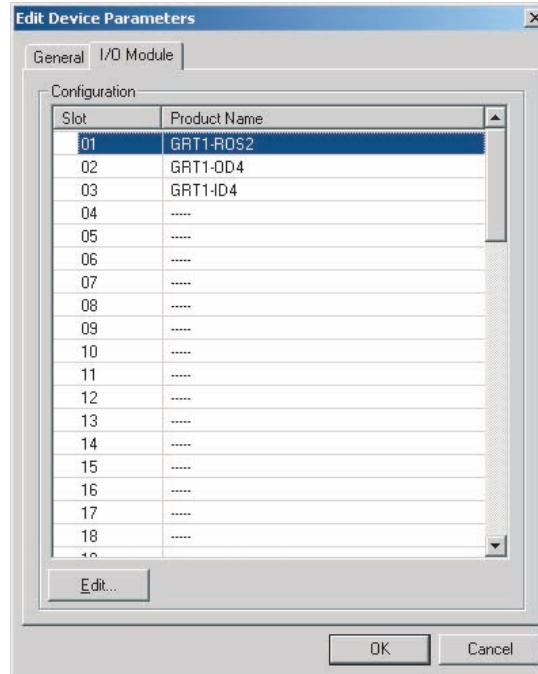 Edit Device Parameters
General I/O Module
Configuration
Slot Product Name
01 GRT1-ROS2
02 GRT1-OD4
03 GRT1-ID4
04 -----
05 -----
06 -----
07 -----
08 -----
09 -----
10 -----
11 -----
12 -----
13 -----
14 -----
15 -----
16 -----
17 -----
18 -----
Edit...
OK Cancel